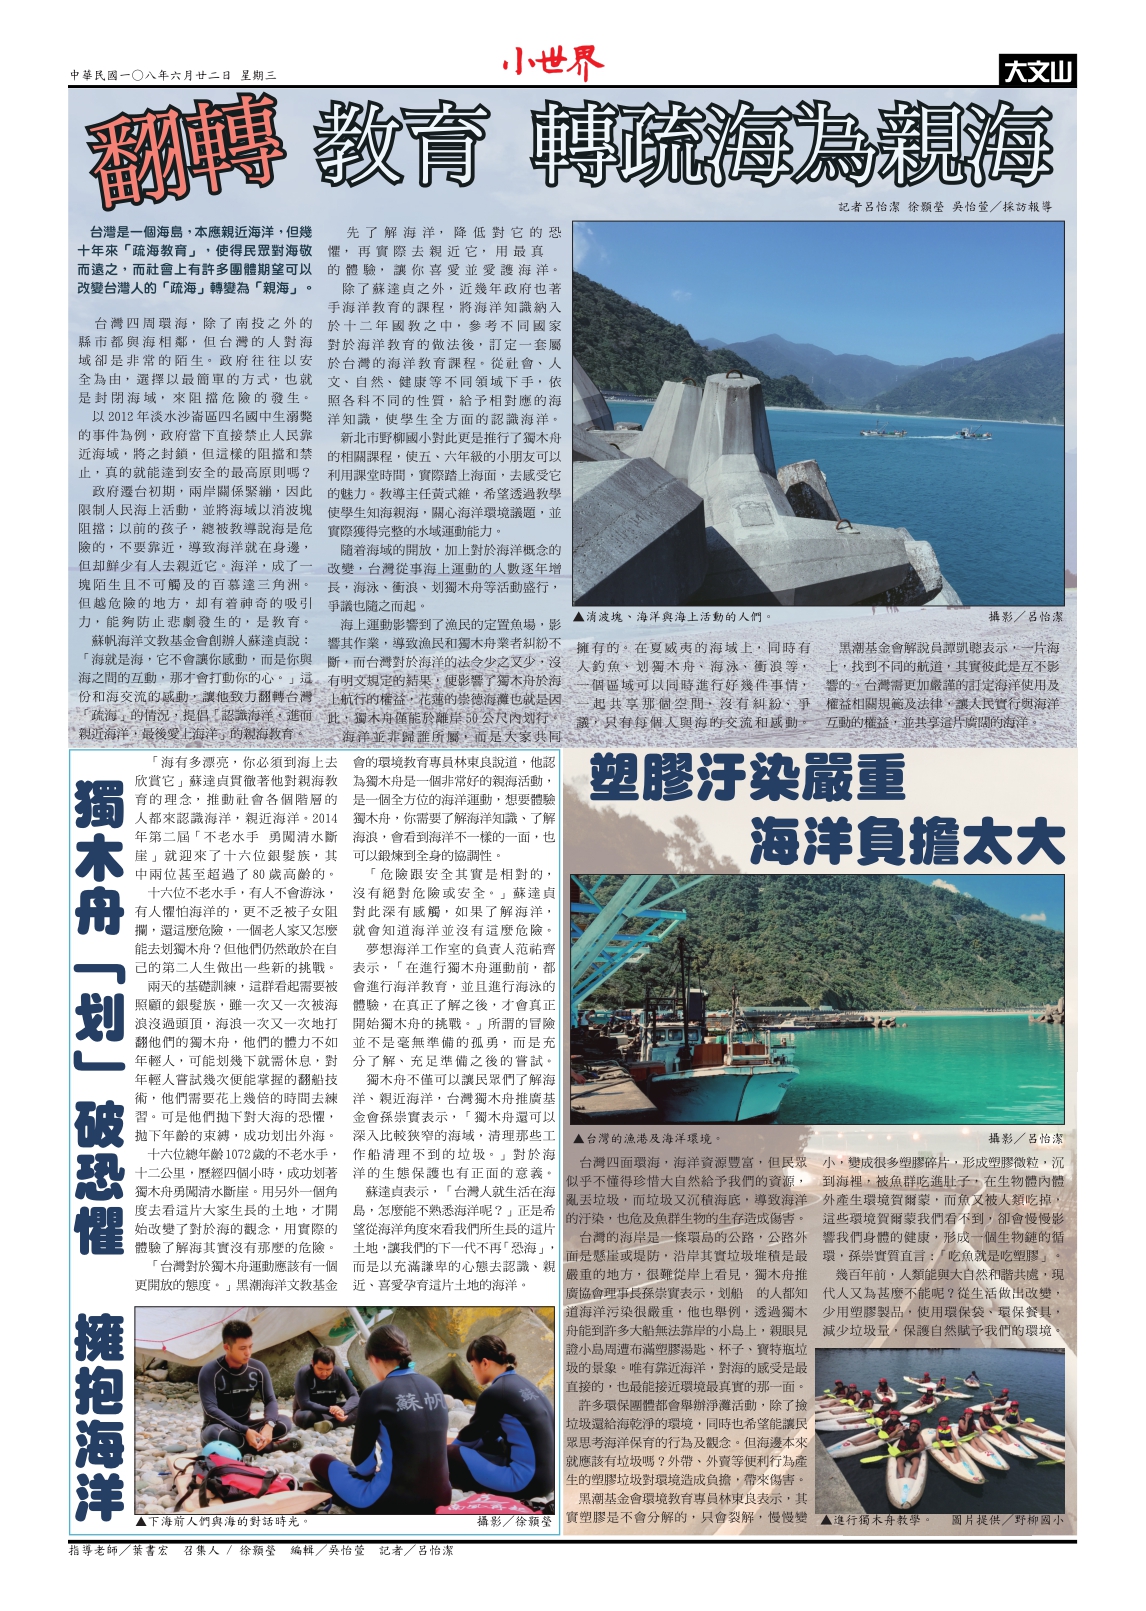 中華民國一〇八年六月廿二日 星期三
小世界
大文山
翻轉 教育 轉疏海為親海
記者呂怡潔 徐顥瑩 吳怡萱／採訪報導
台灣是一個海島，本應親近海洋，但幾
十年來「疏海教育」，使得民眾對海敬
而遠之，而社會上有許多團體期望可以
改變台灣人的「疏海」轉變為「親海」。
台灣四周環海，除了南投之外的
縣市都與海相鄰，但台灣的人對海
域卻是非常的陌生。政府往往以安
全為由，選擇以最簡單的方式，也就
是封閉海域，來阻擋危險的發生。
以2012年淡水沙崙區四名國中生溺斃
的事件為例，政府當下直接禁止人民靠
近海域，將之封鎖，但這樣的阻擋和禁
止，真的就能達到安全的最高原則嗎？
政府遷台初期，兩岸關係緊繃，因此
限制人民海上活動，並將海域以消波塊
阻擋；以前的孩子，總被教導說海是危
險的，不要靠近，導致海洋就在身邊，
但却鮮少有人去親近它。海洋，成了一
塊陌生且不可觸及的百慕達三角洲。
但越危險的地方，却有着神奇的吸引
力，能夠防止悲劇發生的，是教育。
蘇帆海洋文教基金會創辦人蘇達貞說：
「海就是海，它不會讓你感動，而是你與
海之間的互動，那才會打動你的心。」這
份和海交流的感動，讓他致力翻轉台灣
「疏海」的情況，提倡「認識海洋，進而
親近海洋，最後愛上海洋」的親海教育。
先了解海洋，降低對它的恐
懼，再實際去親近它，用最真
的體驗，讓你喜愛並愛護海洋。
除了蘇達貞之外，近幾年政府也著
手海洋教育的課程，將海洋知識納入
於十二年國教之中，參考不同國家
對於海洋教育的做法後，訂定一套屬
於台灣的海洋教育課程。從社會、人
文、自然、健康等不同領域下手，依
照各科不同的性質，給予相對應的海
洋知識，使學生全方面的認識海洋。
新北市野柳國小對此更是推行了獨木舟
的相關課程，使五、六年級的小朋友可以
利用課堂時間，實際踏上海面，去感受它
的魅力。教導主任黃式維，希望透過教學
使學生知海親海，關心海洋環境議題，並
實際獲得完整的水域運動能力。
隨着海域的開放，加上對於海洋概念的
改變，台灣從事海上運動的人數逐年增
長，海泳、衝浪、划獨木舟等活動盛行，
爭議也隨之而起。
海上運動影響到了漁民的定置魚場，影
響其作業，導致漁民和獨木舟業者糾紛不
斷，而台灣對於海洋的法令少之又少，沒
有明文規定的結果，便影響了獨木舟於海
上航行的權益，花蓮的崇德海灘也就是因
此，獨木舟僅能於離岸50公尺內划行。
海洋並非歸誰所屬，而是大家共同
▲消波塊、海洋與海上活動的人們。
攝影／呂怡潔
擁有的。在夏威夷的海域上，同時有
人釣魚、划獨木舟、海泳、衝浪等，
一個區域可以同時進行好幾件事情，
一起共享那個空間，沒有糾紛、爭
議，只有每個人與海的交流和感動。
黑潮基金會解說員譚凱聰表示，一片海
上，找到不同的航道，其實彼此是互不影
響的。台灣需更加嚴謹的訂定海洋使用及
權益相關規範及法律，讓人民實行與海洋
互動的權益，並共享這片廣闊的海洋。
獨木舟「划」破恐懼 擁抱海洋
「海有多漂亮，你必須到海上去
欣賞它」蘇達貞貫徹著他對親海教
育的理念，推動社會各個階層的
人都來認識海洋，親近海洋。2014
年第二屆「不老水手 勇闖清水斷
崖」就迎來了十六位銀髮族，其
中兩位甚至超過了80歲高齡的。
十六位不老水手，有人不會游泳，
有人懼怕海洋的，更不乏被子女阻
攔，還這麼危險，一個老人家又怎麼
能去划獨木舟？但他們仍然敢於在自
己的第二人生做出一些新的挑戰。
兩天的基礎訓練，這群看起需要被
照顧的銀髮族，雖一次又一次被海
浪沒過頭頂，海浪一次又一次地打
翻他們的獨木舟，他們的體力不如
年輕人，可能划幾下就需休息，對
年輕人嘗試幾次便能掌握的翻船技
術，他們需要花上幾倍的時間去練
習。可是他們拋下對大海的恐懼，
拋下年齡的束縛，成功划出外海。
十六位總年齡1072歲的不老水手，
十二公里，歷經四個小時，成功划著
獨木舟勇闖清水斷崖。用另外一個角
度去看這片大家生長的土地，才開
始改變了對於海的觀念，用實際的
體驗了解海其實沒有那麼的危險。
「台灣對於獨木舟運動應該有一個
更開放的態度。」黑潮海洋文教基金
會的環境教育專員林東良說道，他認
為獨木舟是一個非常好的親海活動，
是一個全方位的海洋運動，想要體驗
獨木舟，你需要了解海洋知識、了解
海浪，會看到海洋不一樣的一面，也
可以鍛煉到全身的協調性。
「危險跟安全其實是相對的，
沒有絕對危險或安全。」蘇達貞
對此深有感觸，如果了解海洋，
就會知道海洋並沒有這麼危險。
夢想海洋工作室的負責人范祐齊
表示，「在進行獨木舟運動前，都
會進行海洋教育，並且進行海泳的
體驗，在真正了解之後，才會真正
開始獨木舟的挑戰。」所謂的冒險
並不是毫無準備的孤勇，而是充
分了解、充足準備之後的嘗試。
獨木舟不僅可以讓民眾們了解海
洋、親近海洋，台灣獨木舟推廣基
金會孫崇實表示，「獨木舟還可以
深入比較狹窄的海域，清理那些工
作船清理不到的垃圾。」對於海
洋的生態保護也有正面的意義。
蘇達貞表示，「台灣人就生活在海
島，怎麼能不熟悉海洋呢？」正是希
望從海洋角度來看我們所生長的這片
土地，讓我們的下一代不再「恐海」，
而是以充滿謙卑的心態去認識、親
近、喜愛孕育這片土地的海洋。
蘇帆
▲下海前人們與海的對話時光。
攝影／徐顥瑩
塑膠汙染嚴重
海洋負擔太大
▲台灣的漁港及海洋環境。
攝影／呂怡潔
台灣四面環海，海洋資源豐富，但民眾
似乎不懂得珍惜大自然給予我們的資源，
亂丟垃圾，而垃圾又沉積海底，導致海洋
的汙染，也危及魚群生物的生存造成傷害。
台灣的海岸是一條環島的公路，公路外
面是懸崖或堤防，沿岸其實垃圾堆積是最
嚴重的地方，很難從岸上看見，獨木舟推
廣協會理事長孫崇實表示，划船 的人都知
道海洋污染很嚴重，他也舉例，透過獨木
舟能到許多大船無法靠岸的小島上，親眼見
證小島周遭布滿塑膠湯匙、杯子、寶特瓶垃
圾的景象。唯有靠近海洋，對海的感受是最
直接的，也最能接近環境最真實的那一面。
許多環保團體都會舉辦淨灘活動，除了撿
垃圾還給海乾淨的環境，同時也希望能讓民
眾思考海洋保育的行為及觀念。但海邊本來
就應該有垃圾嗎？外帶、外賣等便利行為產
生的塑膠垃圾對環境造成負擔，帶來傷害。
黑潮基金會環境教育專員林東良表示，其
實塑膠是不會分解的，只會裂解，慢慢變
小，變成很多塑膠碎片，形成塑膠微粒，沉
到海裡，被魚群吃進肚子，在生物體內體
外產生環境賀爾蒙，而魚又被人類吃掉，
這些環境賀爾蒙我們看不到，卻會慢慢影
響我們身體的健康，形成一個生物鏈的循
環，孫崇實質直言：「吃魚就是吃塑膠」。
幾百年前，人類能與大自然和諧共處，現
代人又為甚麼不能呢？從生活做出改變，
少用塑膠製品，使用環保袋、環保餐具，
減少垃圾量，保護自然賦予我們的環境。
▲進行獨木舟教學。
圖片提供／野柳國小
指導老師／葉書宏 召集人 / 徐顥瑩 編輯／吳怡萱 記者／呂怡潔